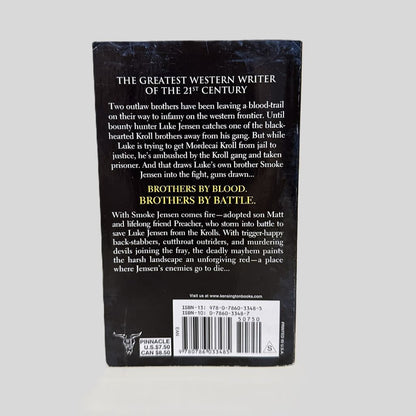 THE GREATEST WESTERN WRITER
OF THE 21ST CENTURY
Two outlaw brothers have been leaving a blood-trail
on their way to infamy on the western frontier. Until
bounty hunter Luke Jensen catches one of the black-
hearted Kroll brothers away from his gang. But while
Luke is trying to get Mordecai Kroll from jail to
justice, he's ambushed by the Kroll gang and taken
prisoner. And that draws Luke's own brother Smoke
Jensen into the fight, guns drawn...
BROTHERS BY BLOOD.
BROTHERS BY BATTLE.
With Smoke Jensen comes fire—adopted son Matt
and lifelong friend Preacher, who storm into battle to
save Luke Jensen from the Krolls. With trigger-happy
back-stabbers, cutthroat outriders, and murdering
devils joining the fray, the deadly mayhem paints
the harsh landscape an unforgiving red—a place
where Jensen's enemies go to die...
Visit us at www.kensingtonbooks.com
ISBN-13: 978-0-7860-3348-5
ISBN-10: 0-7860-3348-7
50750
EAN
9 780786 033485
S
PINNACLE
U.S. $7.50
CAN $8.50
PRINTED IN U.S.A.